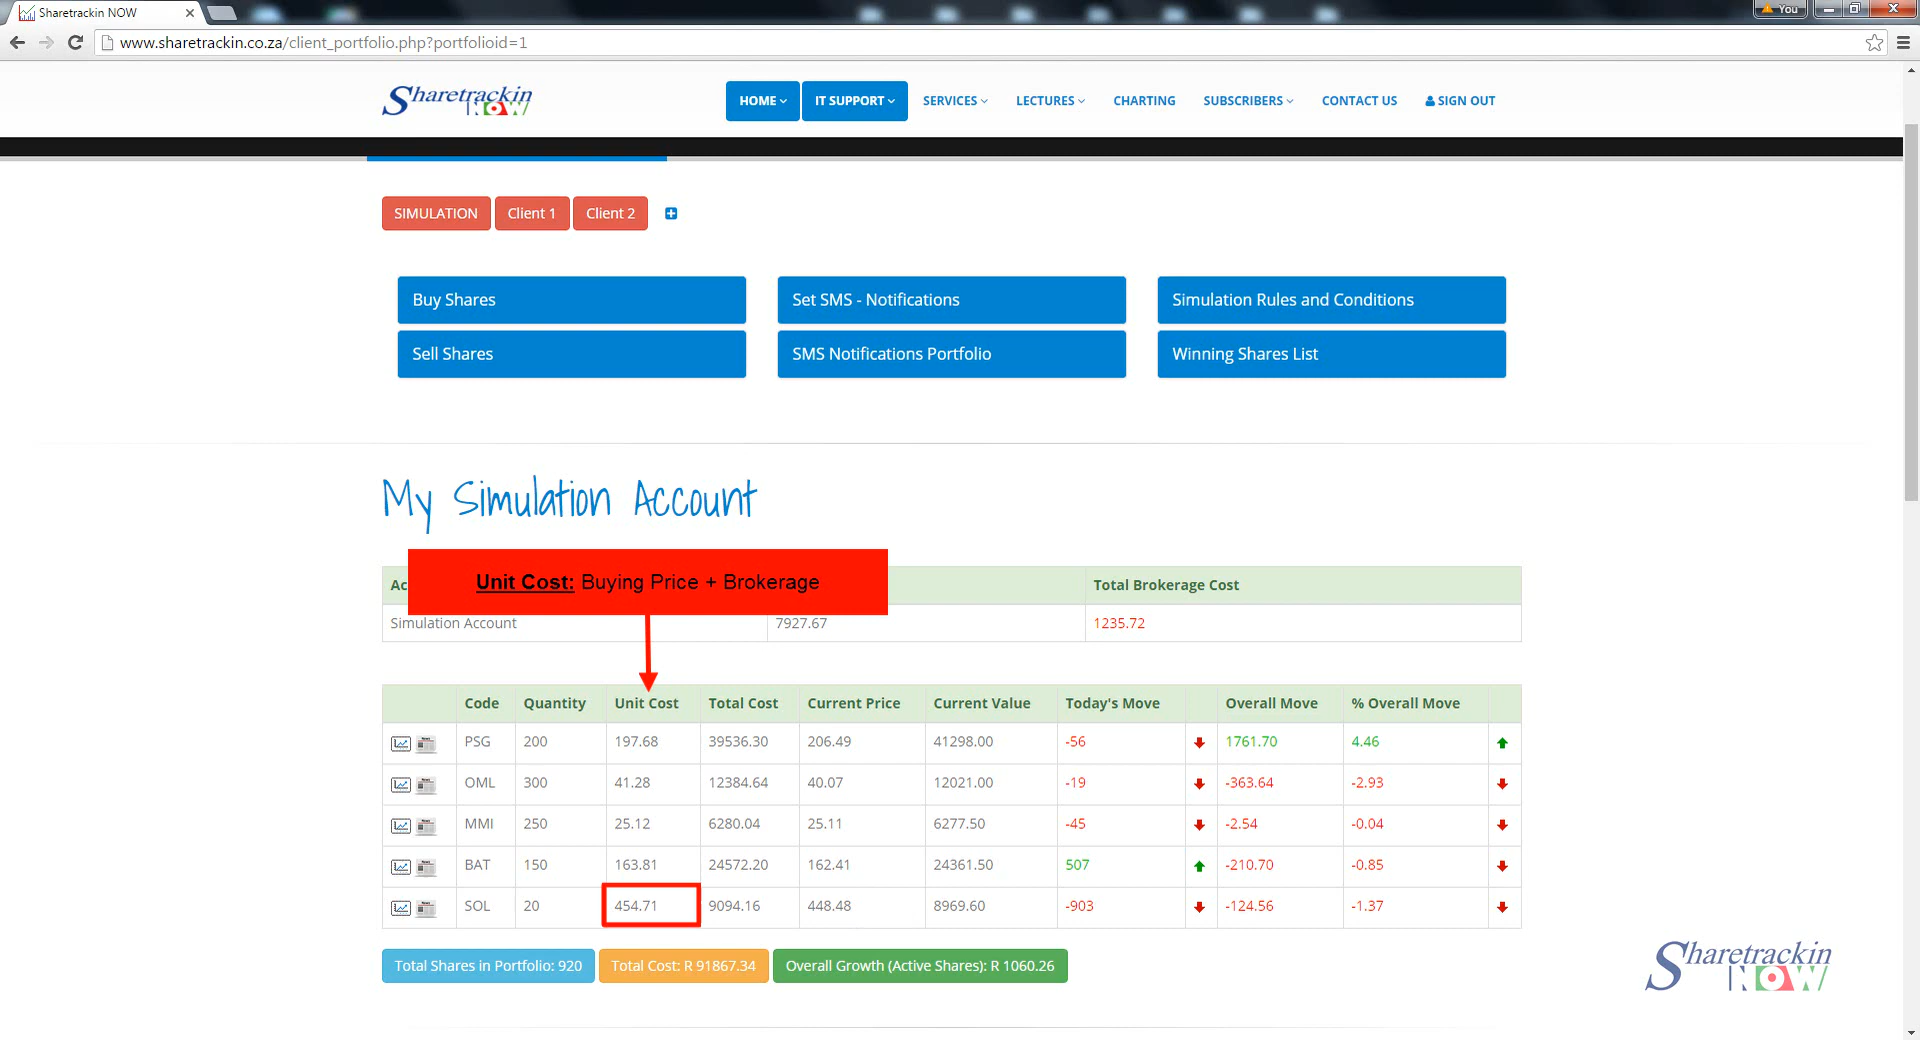 Sharetrackin NOW
You
www.sharetrackin.co.za/client_portfolio.php?portfolioid=1
Sharetrackin
NOW
HOME IT SUPPORT SERVICES LECTURES CHARTING SUBSCRIBERS CONTACT US SIGN OUT
SIMULATION Client 1 Client 2
Buy Shares Set SMS - Notifications Simulation Rules and Conditions
Sell Shares SMS Notifications Portfolio Winning Shares List
My Simulation Account
Unit Cost: Buying Price + Brokerage
Ac Total Brokerage Cost
Simulation Account 7927.67 1235.72
Code Quantity Unit Cost Total Cost Current Price Current Value Today's Move Overall Move % Overall Move
PSG 200 197.68 39536.30 206.49 41298.00 -56 1761.70 4.46
OML 300 41.28 12384.64 40.07 12021.00 -19 -363.64 -2.93
MMI 250 25.12 6280.04 25.11 6277.50 -45 -2.54 -0.04
BAT 150 163.81 24572.20 162.41 24361.50 507 -210.70 -0.85
SOL 20 454.71 9094.16 448.48 8969.60 -903 -124.56 -1.37
Total Shares in Portfolio: 920 Total Cost: R 91867.34 Overall Growth (Active Shares): R 1060.26
Sharetrackin
NOW